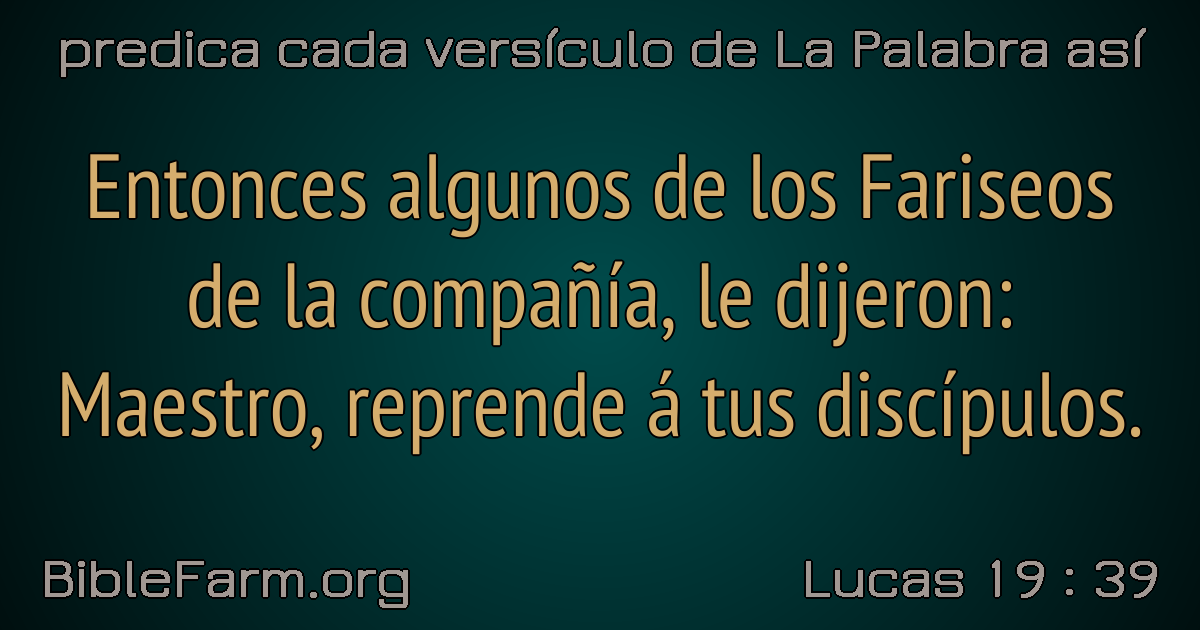 predica cada versículo de La Palabra así
Entonces algunos de los Fariseos
de la compañía, le dijeron:
Maestro, reprende á tus discípulos.
BibleFarm.org
Lucas 19 : 39